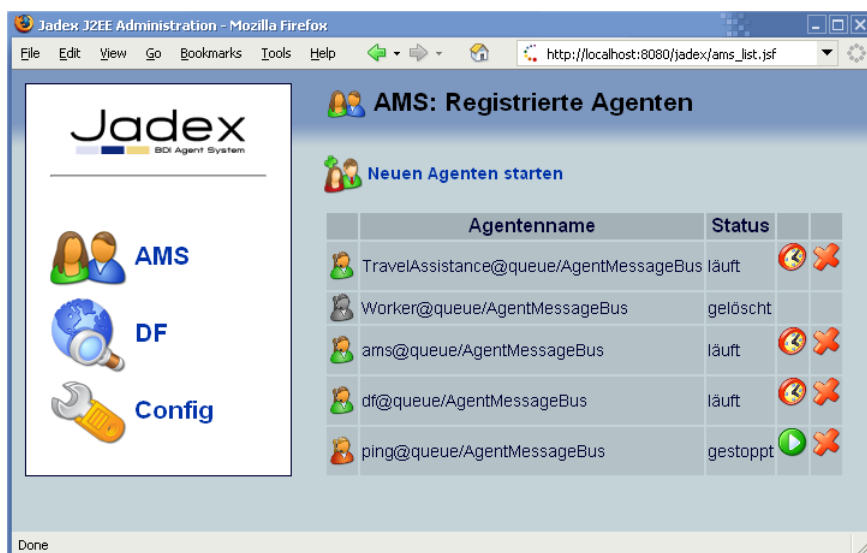 Jadex J2EE Administration - Mozilla Firefox
File Edit View Go Bookmarks Tools Help http://localhost:8080/jadex/ams_list.jsf
Jadex
BDI Agent System
AMS
DF
Config
AMS: Registrierte Agenten
Neuen Agenten starten
Agentenname Status
TravelAssistance@queue/AgentMessageBus läuft
Worker@queue/AgentMessageBus gelöscht
ams@queue/AgentMessageBus läuft
df@queue/AgentMessageBus läuft
ping@queue/AgentMessageBus gestoppt
Done